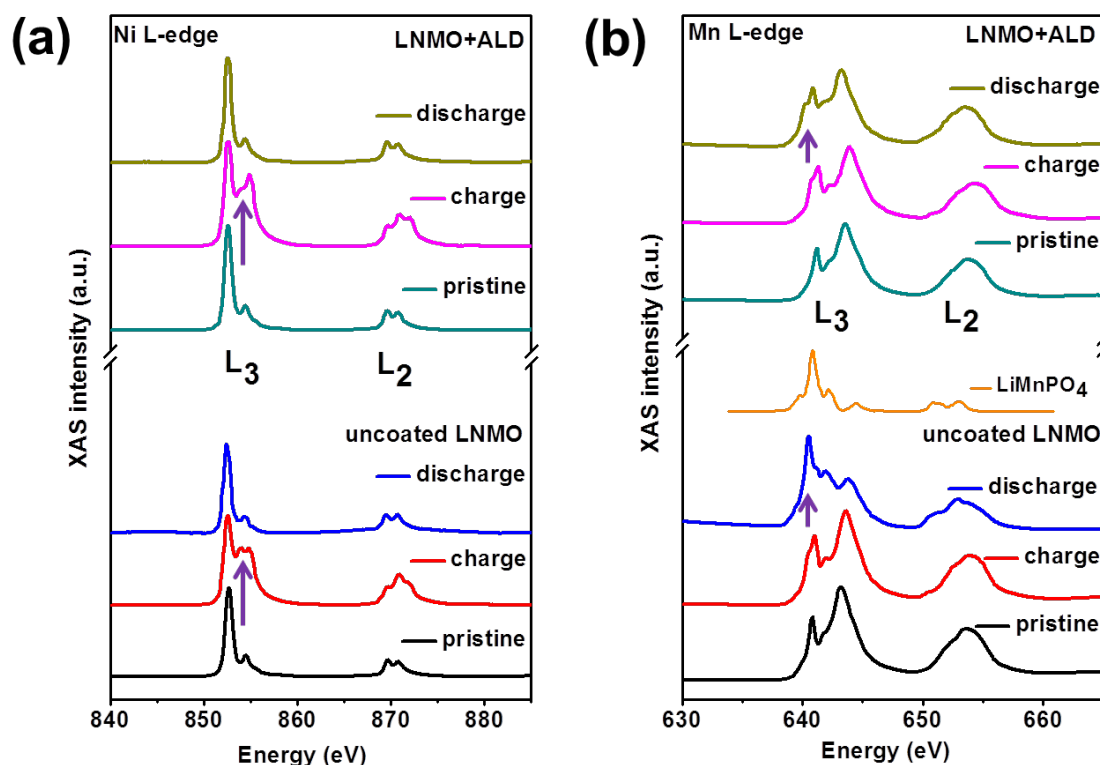 (a)
Ni L-edge
LNMO+ALD
discharge
charge
pristine
L3
L2
uncoated LNMO
discharge
charge
pristine
XAS intensity (a.u.)
840
850
860
870
880
Energy (eV)
(b)
Mn L-edge
LNMO+ALD
discharge
charge
pristine
L3
L2
LiMnPO4
uncoated LNMO
discharge
charge
pristine
XAS intensity (a.u.)
630
640
650
660
Energy (eV)